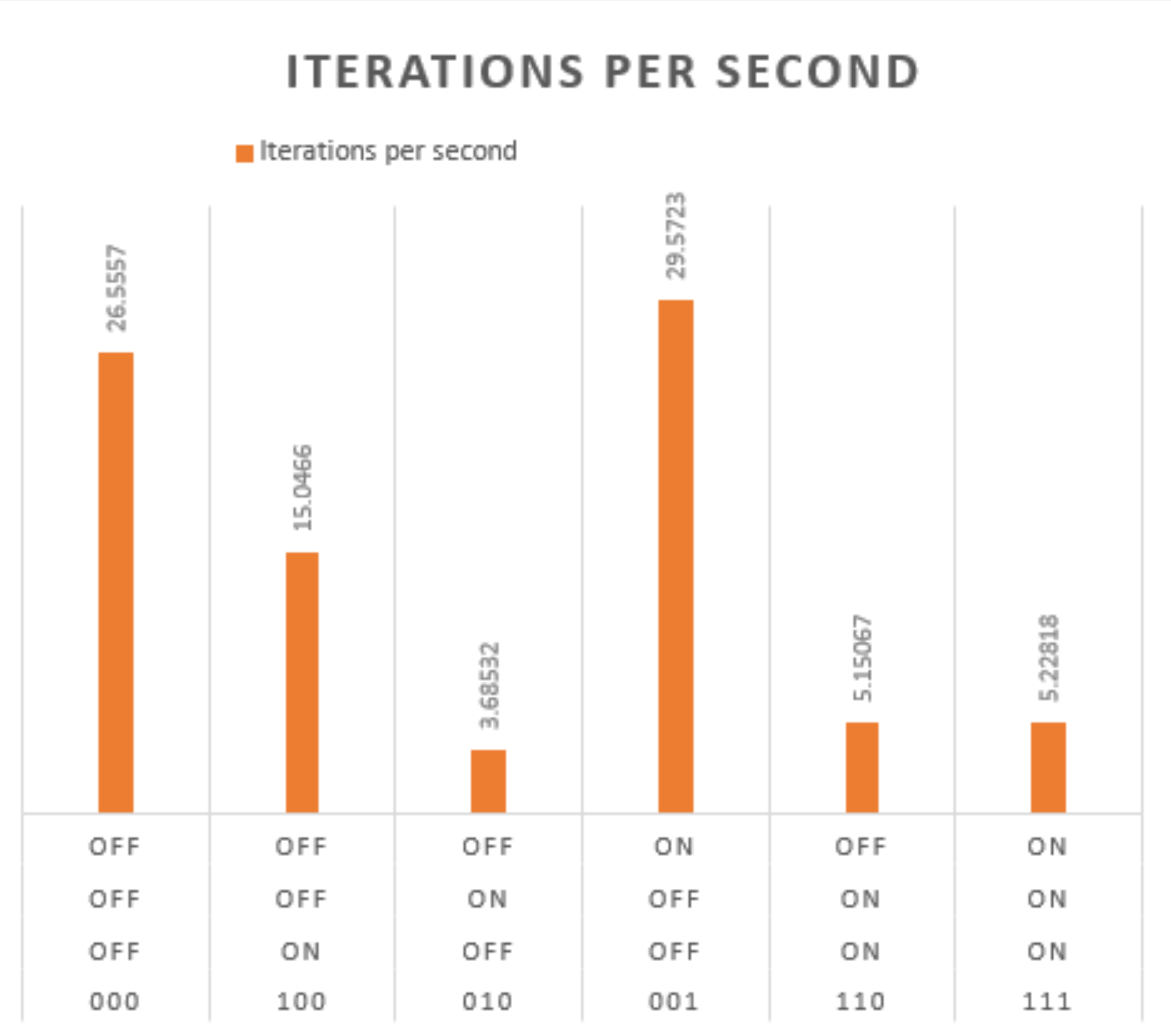 ITERATIONS PER SECOND
Iterations per second
26.5557 15.0466 3.68532 29.5723 5.15067 5.22818
OFF OFF OFF ON OFF ON
OFF OFF ON OFF ON ON
OFF ON OFF OFF ON ON
000 100 010 001 110 111